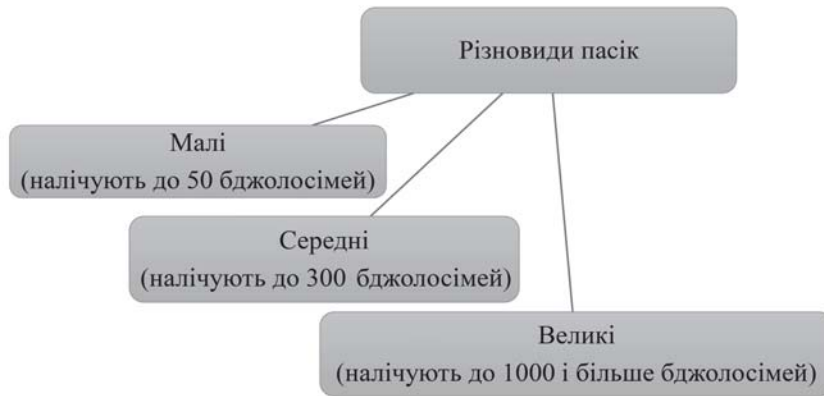 Різновиди пасік
Малі
(налічують до 50 бджолосімей)
Середні
(налічують до 300 бджолосімей)
Великі
(налічують до 1000 і більше бджолосімей)